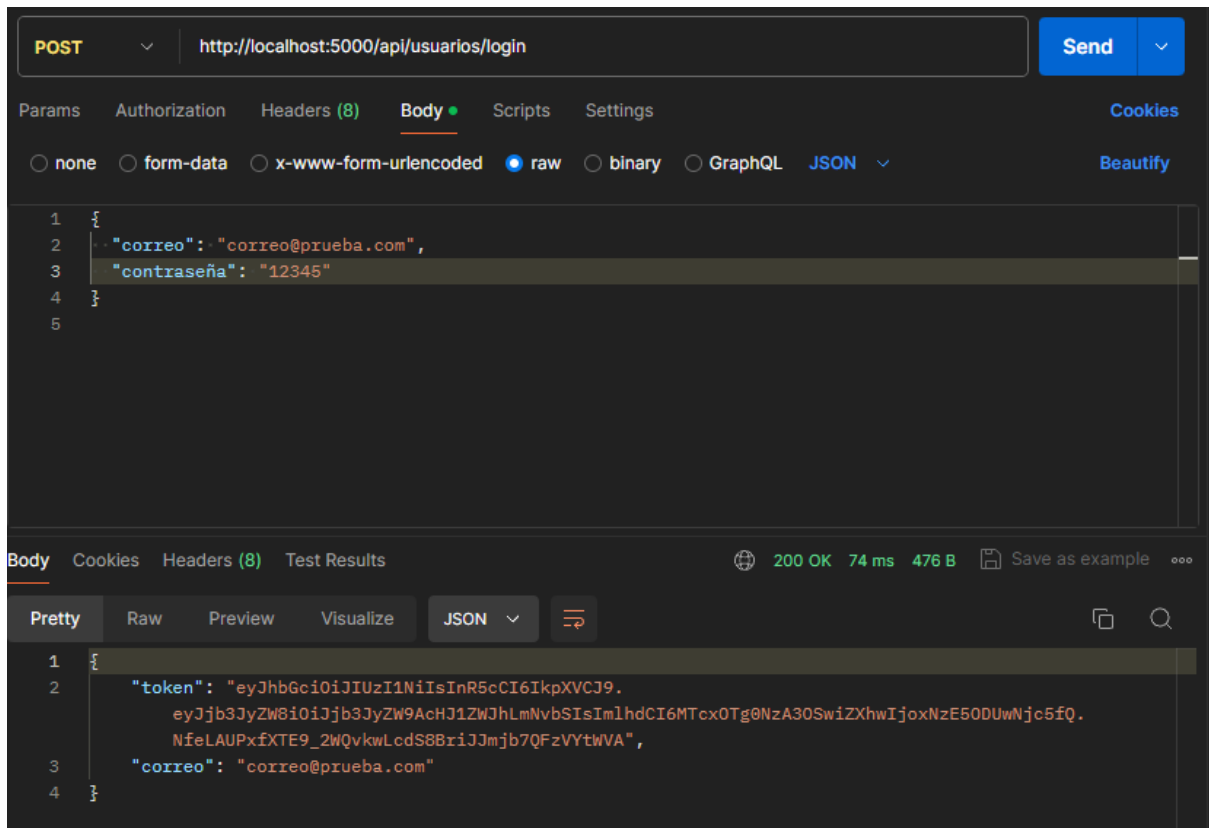 POST http://localhost:5000/api/usuarios/login Send
Params Authorization Headers (8) Body Scripts Settings Cookies
none form-data x-www-form-urlencoded raw binary GraphQL JSON Beautify
1 {
2 "correo": "correo@prueba.com",
3 "contraseña": "12345"
4 }
5
Body Cookies Headers (8) Test Results 200 OK 74 ms 476 B Save as example
Pretty Raw Preview Visualize JSON
1 {
2 "token": "eyJhbGciOiJIUzI1NiIsInR5cCI6IkpXVCJ9.
eyJjb3JyZW8iOiJjb3JyZW9AcHJ1ZWJhLmNvbSIsImlhdCI6MTcxOTg0NzA3OSwiZXhwIjoxNzE5ODUwNjc5fQ.
NfeLAUPxfXTE9_2WQvkwLcdS8BriJJmjb7QFzVYtWVA",
3 "correo": "correo@prueba.com"
4 }